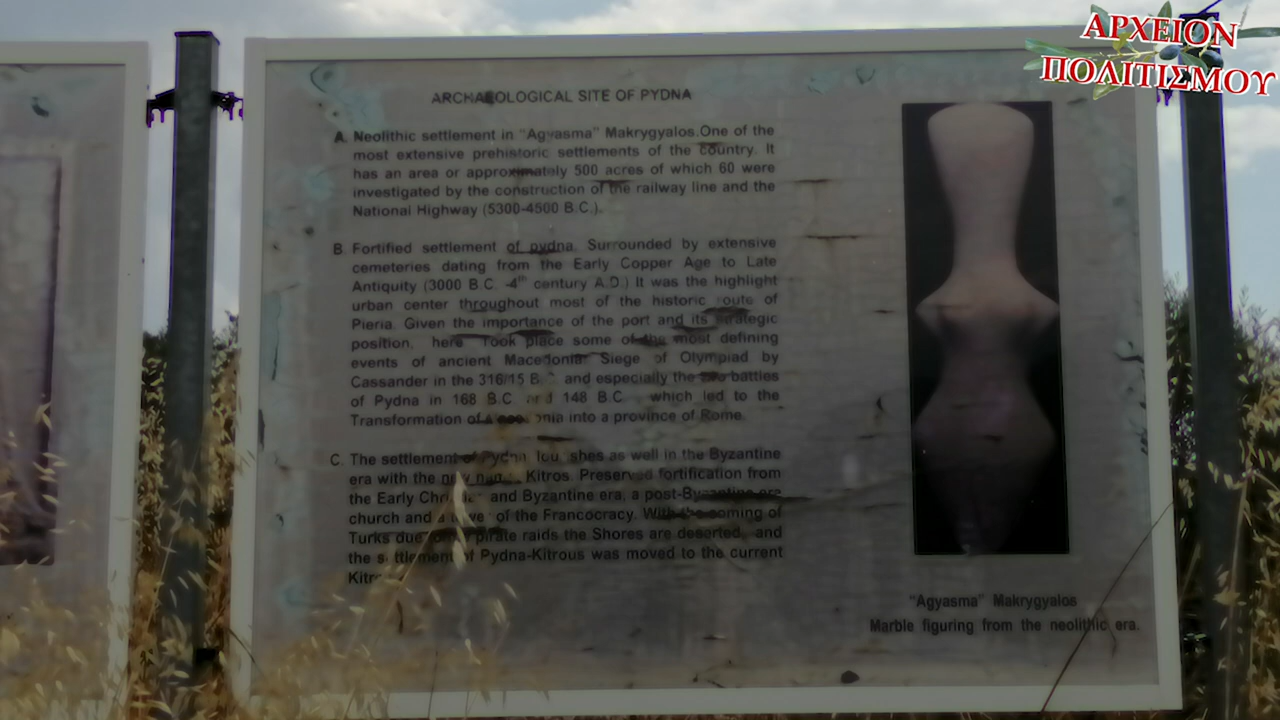 ΑΡΧΕΙΟΝ
ΠΟΛΙΤΙΣΜΟΥ
ARCHAEOLOGICAL SITE OF PYDNA
A. Neolithic settlement in "Agyasma" Makrygyalos.One of the
most extensive prehistoric settlements of the country. It
has an area or approximately 500 acres of which 60 were
investigated by the construction of the railway line and the
National Highway (5300-4500 B.C.).
B. Fortified settlement of pydna. Surrounded by extensive
cemeteries dating from the Early Copper Age to Late
Antiquity (3000 B.C. -4th century A.D.) It was the highlight
urban center throughout most of the historic route of
Pieria. Given the importance of the port and its strategic
position, here Took place some of the most defining
events of ancient Macedonia Siege of Olympiad by
Cassander in the 316/15 B.C. and especially the two battles
of Pydna in 168 B.C. and 148 B.C. which led to the
Transformation of into a province of Rome.
C. The settlement of Pydna as well in the Byzantine
era with the new Kitros. Preserved fortification from
the Early and Byzantine era, a post-Byzantine era
church and a of the Francocracy. With the coming of
Turks due pirate raids the Shores are deserted, and
the settlement of Pydna-Kitrous was moved to the current
"Agyasma" Makrygyalos
Marble figuring from the neolithic era.